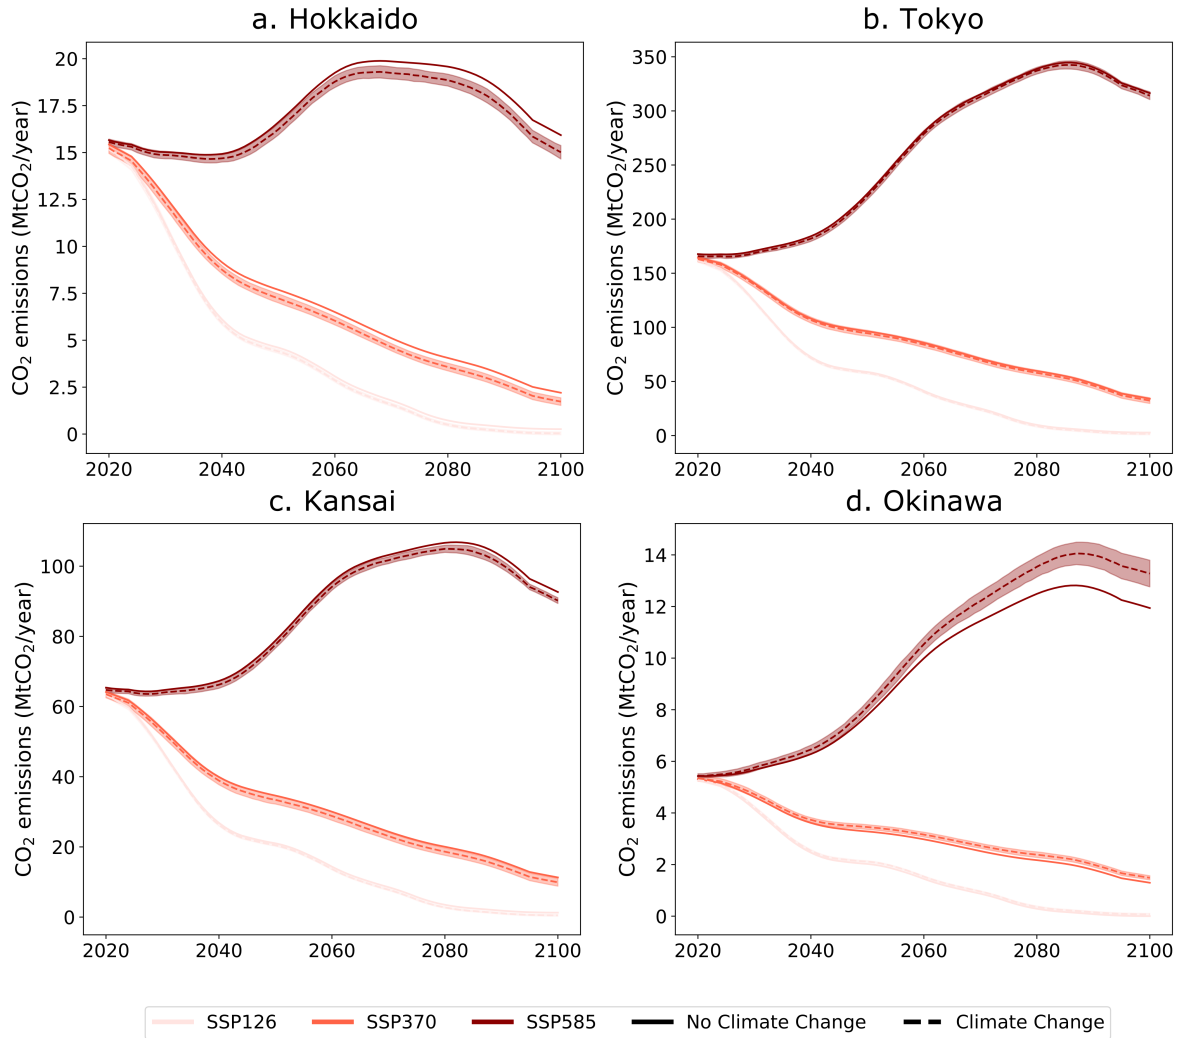 a. Hokkaido
CO₂ emissions (MtCO₂/year)
20
17.5
15
12.5
10
7.5
5
2.5
0
2020 2040 2060 2080 2100
b. Tokyo
CO₂ emissions (MtCO₂/year)
350
300
250
200
150
100
50
0
2020 2040 2060 2080 2100
c. Kansai
CO₂ emissions (MtCO₂/year)
100
80
60
40
20
0
2020 2040 2060 2080 2100
d. Okinawa
CO₂ emissions (MtCO₂/year)
14
12
10
8
6
4
2
0
2020 2040 2060 2080 2100
SSP126 SSP370 SSP585 No Climate Change Climate Change